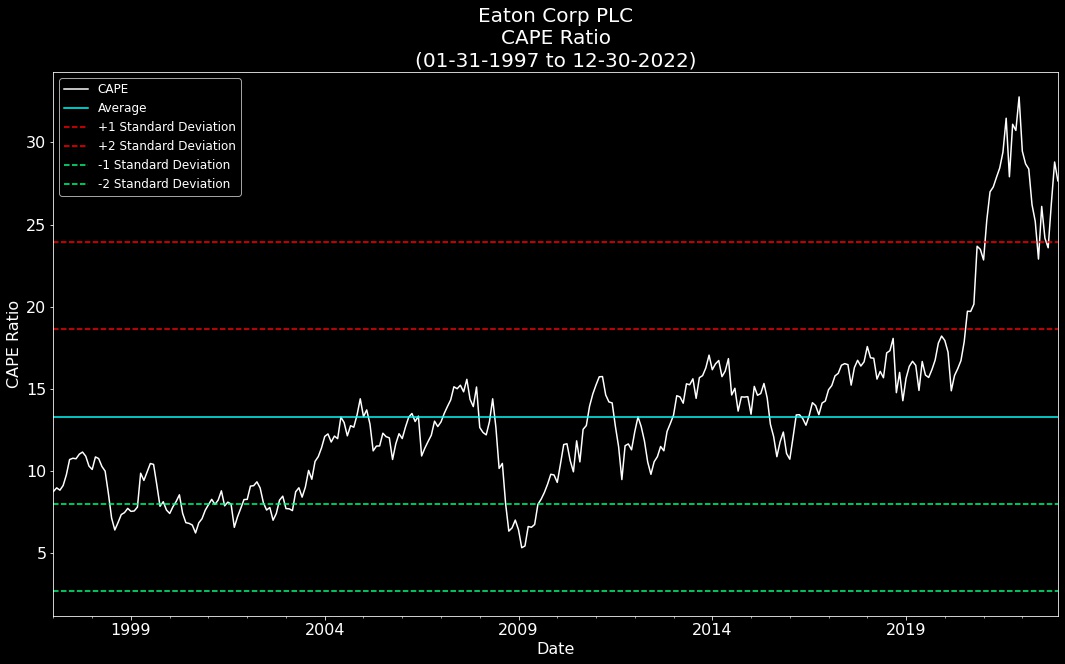 Eaton Corp PLC
CAPE Ratio
(01-31-1997 to 12-30-2022)
CAPE
Average
+1 Standard Deviation
+2 Standard Deviation
-1 Standard Deviation
-2 Standard Deviation
CAPE Ratio
30
25
20
15
10
5
1999
2004
2009
2014
2019
Date